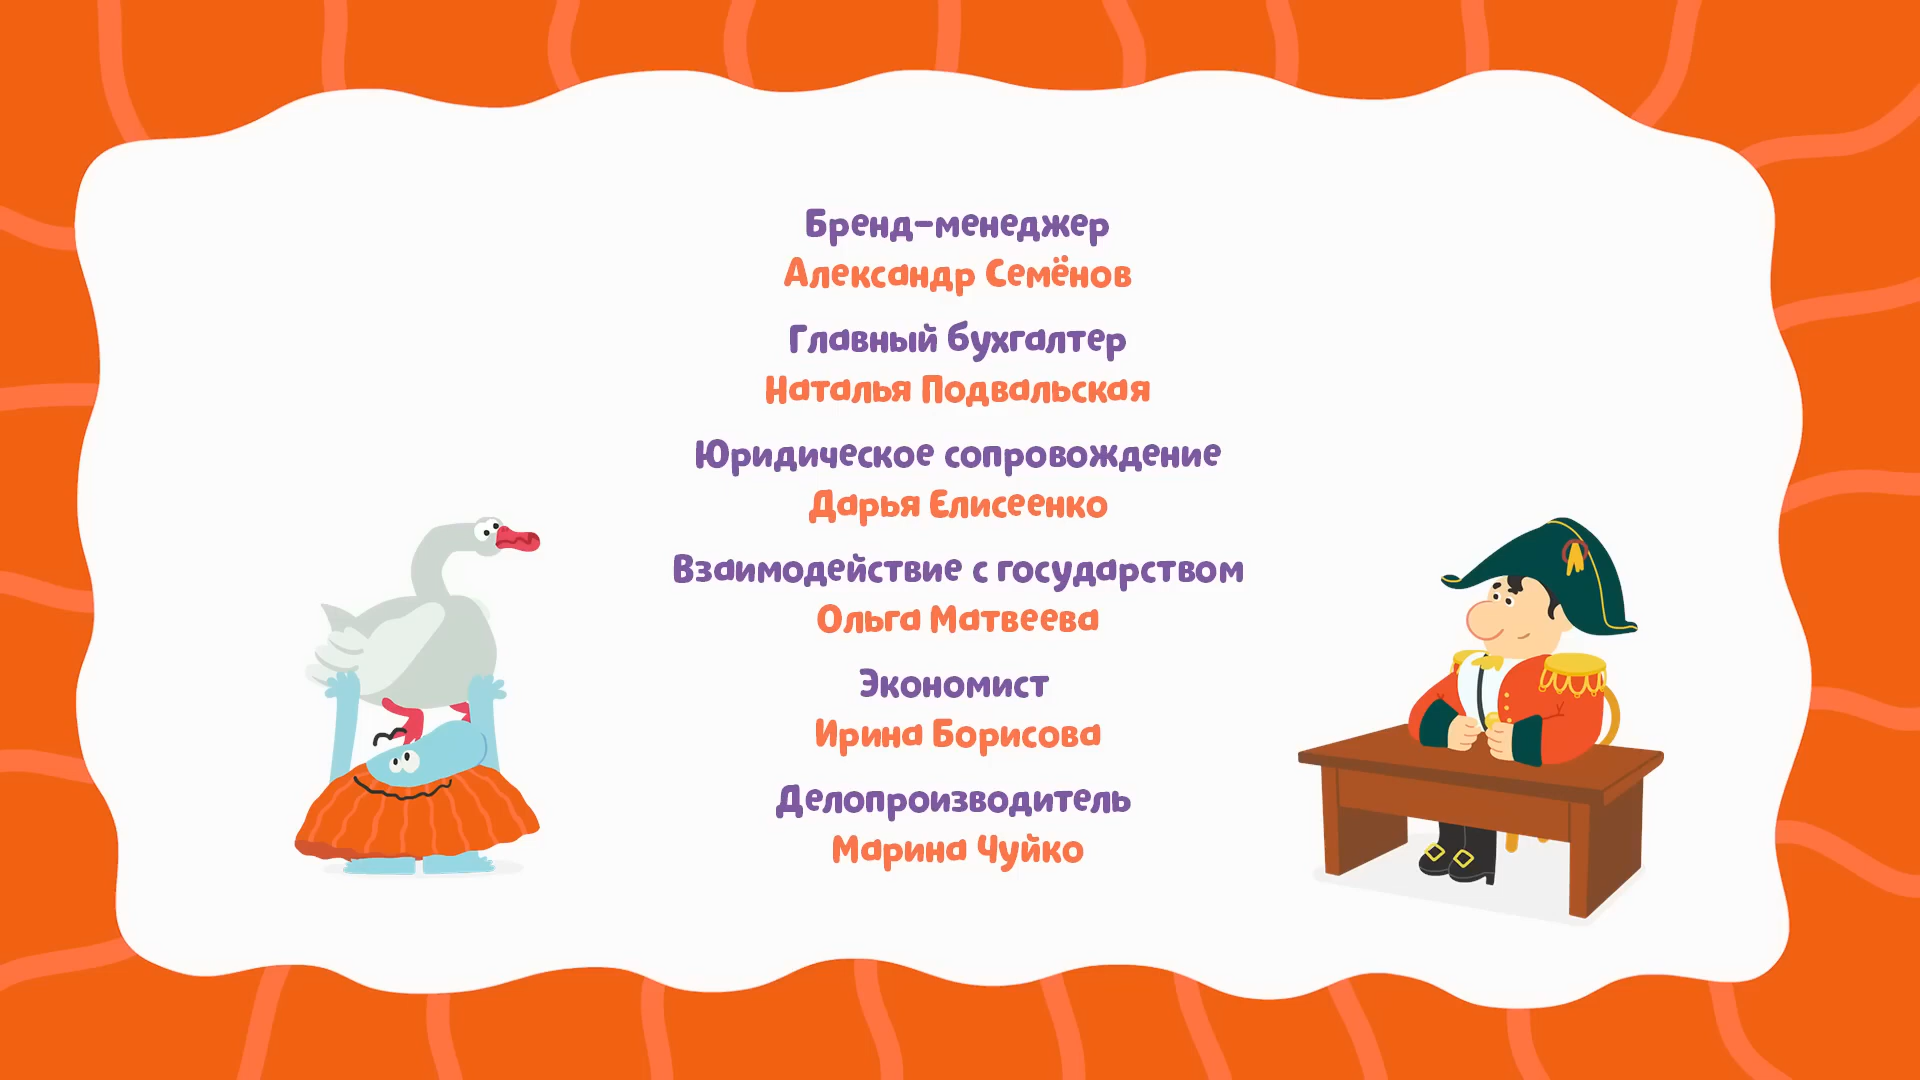 Бренд-менеджер
Александр Семёнов
Главный бухгалтер
Наталья Подвальская
Юридическое сопровождение
Дарья Елисеенко
Взаимодействие с государством
Ольга Матвеева
Экономист
Ирина Борисова
Делопроизводитель
Марина Чуйко